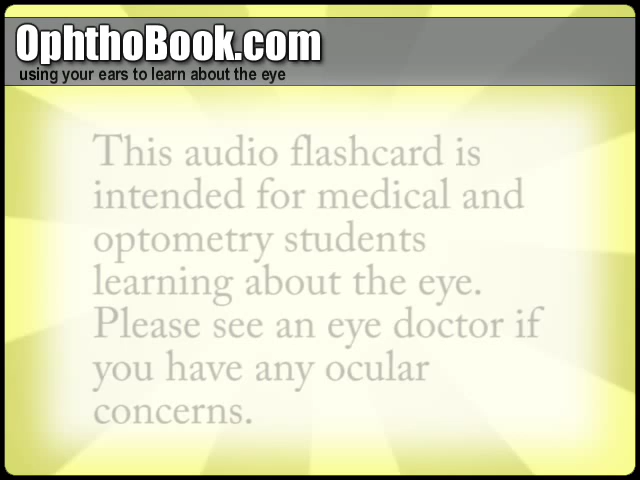 OphthoBook.com
using your ears to learn about the eye
This audio flashcard is
intended for medical and
optometry students
learning about the eye.
Please see an eye doctor if
you have any ocular
concerns.